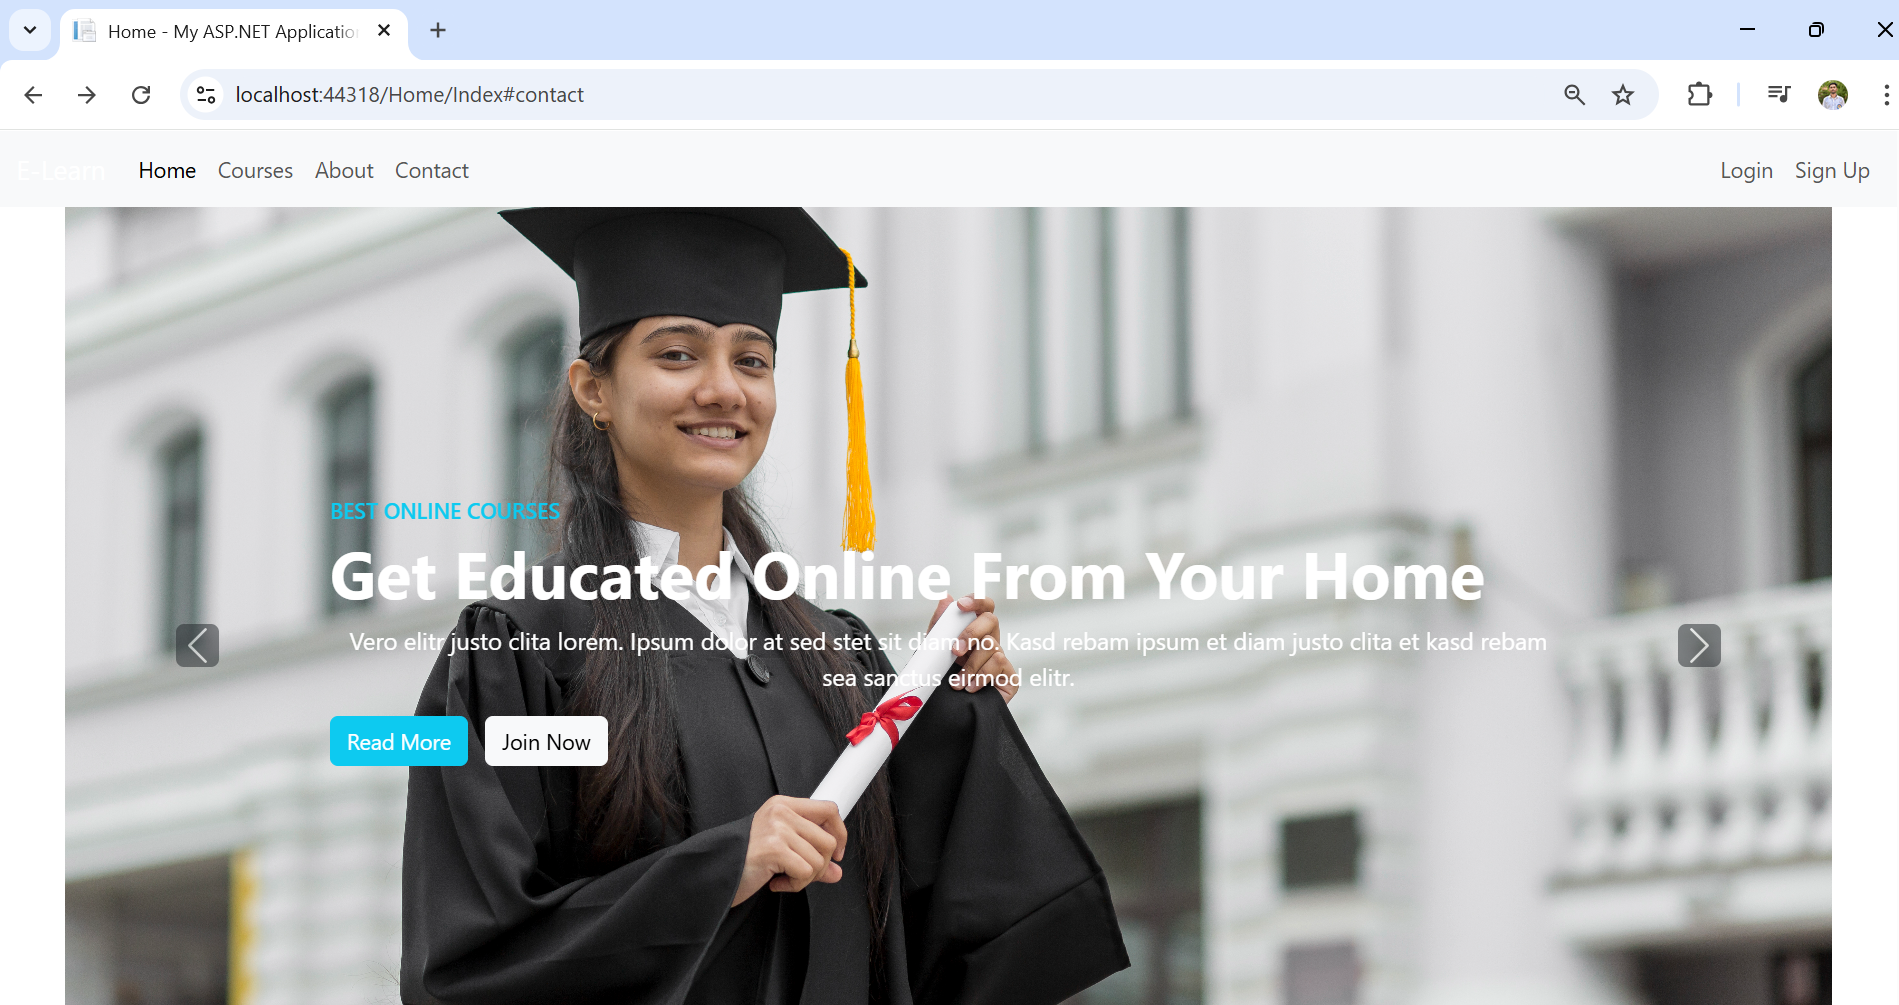 Home - My ASP.NET Applicatio
localhost:44318/Home/Index#contact
E-Learn Home Courses About Contact Login Sign Up
BEST ONLINE COURSES
Get Educated Online From Your Home
Vero elitr justo clita lorem. Ipsum dolor at sed stet sit diam no. Kasd rebam ipsum et diam justo clita et kasd rebam
sea sanctus eirmod elitr.
Read More Join Now